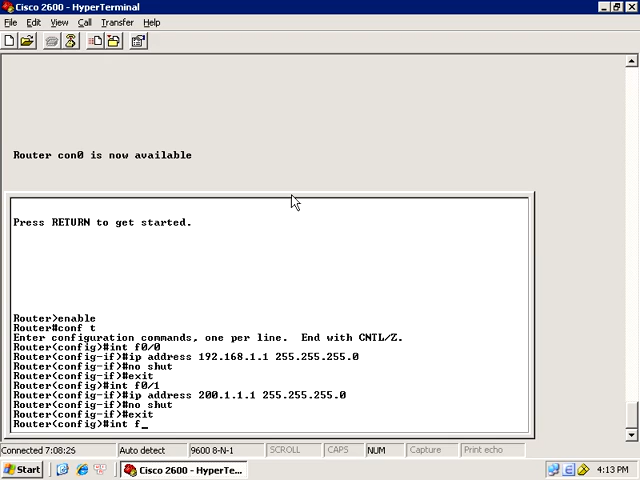 Cisco 2600 - HyperTerminal
File Edit View Call Transfer Help
Router con0 is now available
Press RETURN to get started.
Router>enable
Router#conf t
Enter configuration commands, one per line.  End with CNTL/Z.
Router(config)#int f0/0
Router(config-if)#ip address 192.168.1.1 255.255.255.0
Router(config-if)#no shut
Router(config-if)#exit
Router(config)#int f0/1
Router(config-if)#ip address 200.1.1.1 255.255.255.0
Router(config-if)#no shut
Router(config-if)#exit
Router(config)#int f_
Connected 7:08:26 Auto detect 9600 8-N-1 SCROLL CAPS NUM Capture Print echo
Start Cisco 2600 - HyperTe... 4:13 PM